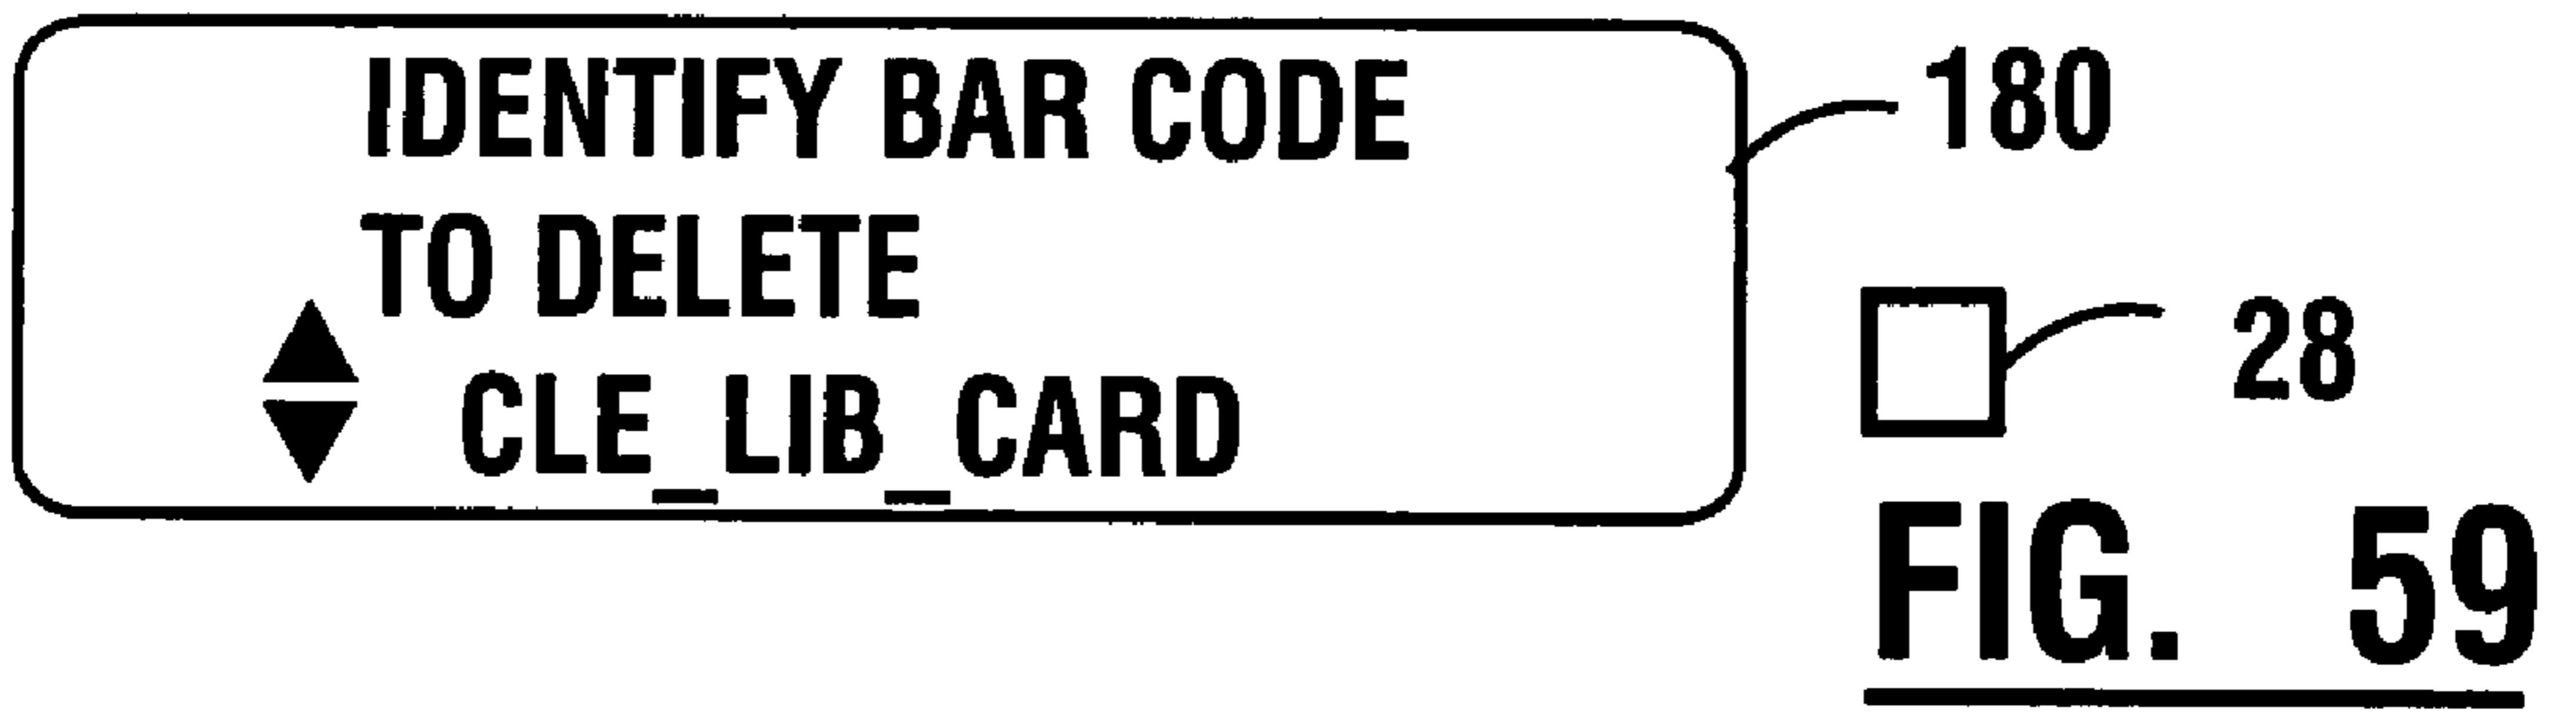 IDENTIFY BAR CODE
TO DELETE
CLE_LIB_CARD
180
28
FIG. 59